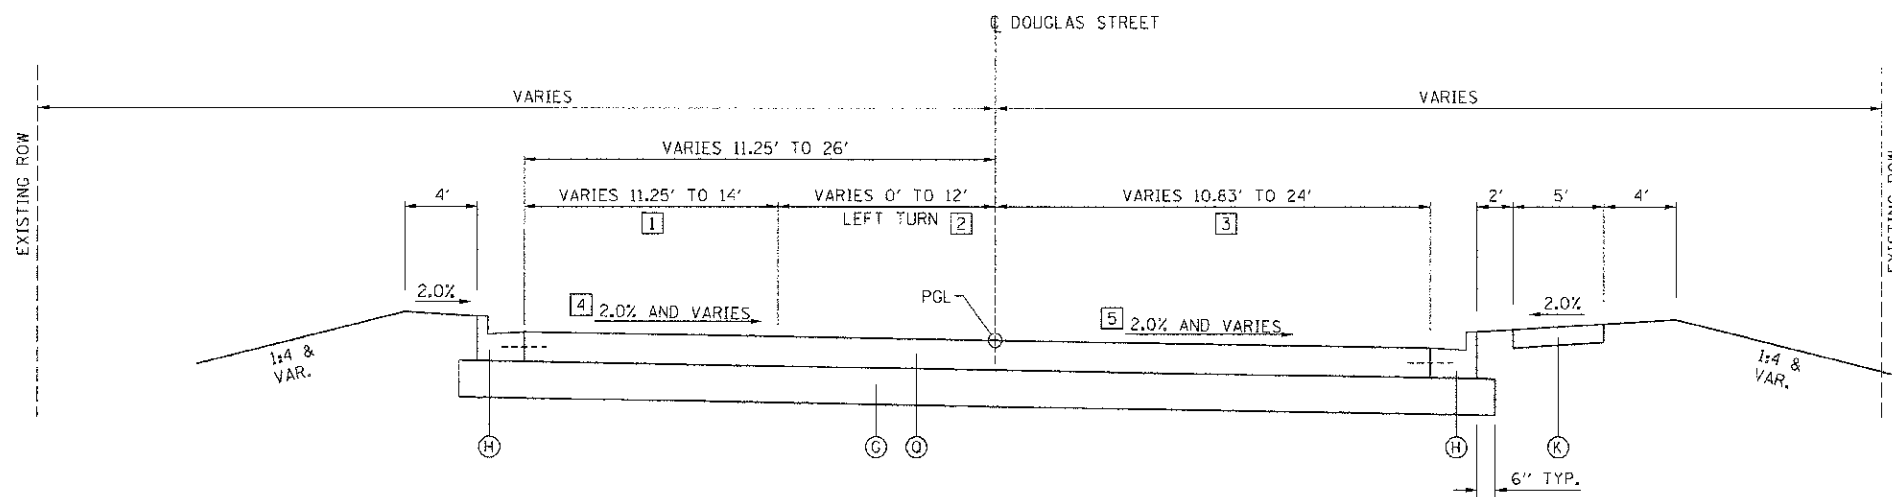 ℄ DOUGLAS STREET
VARIES
VARIES
EXISTING ROW
EXISTING ROW
VARIES 11.25' TO 26'
4'
VARIES 11.25' TO 14'
VARIES 0' TO 12'
VARIES 10.83' TO 24'
2'
5'
4'
1
LEFT TURN 2
3
2.0%
4 2.0% AND VARIES
PGL
5 2.0% AND VARIES
2.0%
1:4 &
VAR.
1:4 &
VAR.
H
G
Q
H
K
6" TYP.